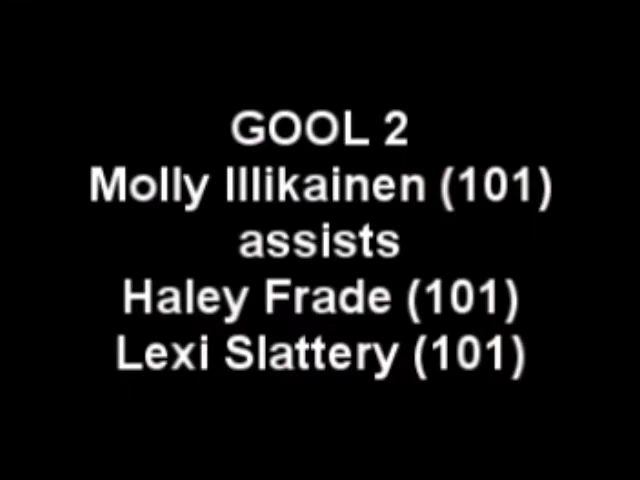 GOOL 2
Molly Illikainen (101)
assists
Haley Frade (101)
Lexi Slattery (101)